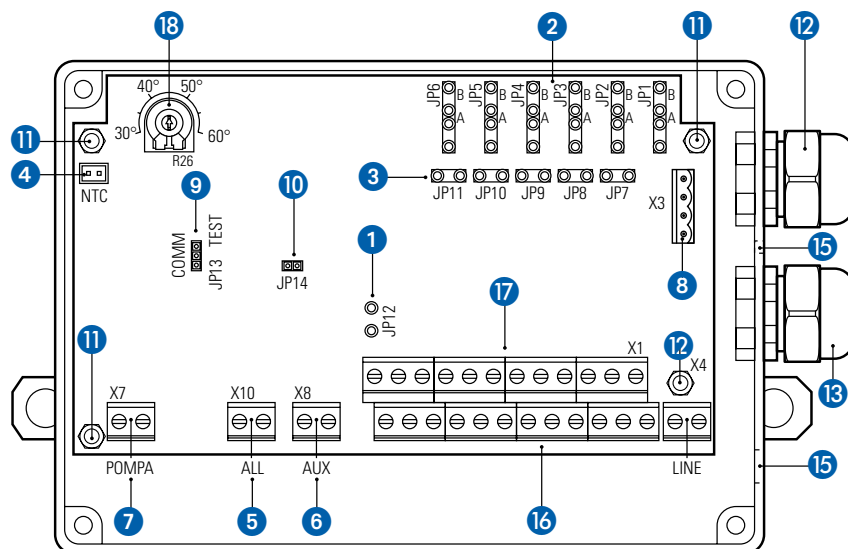 18
2
11
12
40°
50°
30°
60°
R26
JP6
B
A
JP5
B
A
JP4
B
A
JP3
B
A
JP2
B
A
JP1
B
A
11
11
4
NTC
3
JP11
JP10
JP9
JP8
JP7
X3
8
9
COMM
TEST
JP13
10
JP14
1
JP12
15
17
X1
12
X4
13
11
X7
X10
X8
POMPA
ALL
AUX
LINE
15
7
5
6
16